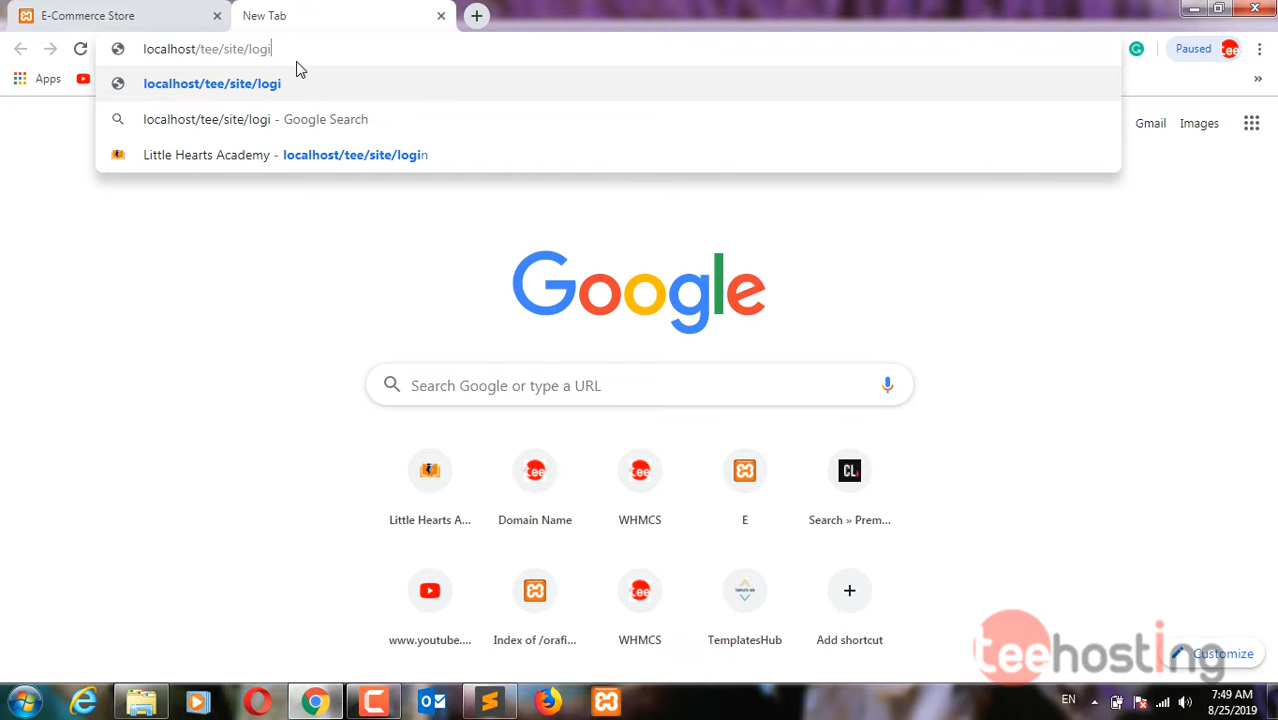 E-Commerce Store
New Tab
localhost/tee/site/logi
Paused
localhost/tee/site/logi
Apps
localhost/tee/site/logi - Google Search
Gmail
Images
Little Hearts Academy - localhost/tee/site/login
Google
Search Google or type a URL
Little Hearts A...
Domain Name
WHMCS
E
Search » Prem...
www.youtube....
Index of /orafi...
WHMCS
TemplatesHub
Add shortcut
teehosting
Customize
EN
7:49 AM
8/25/2019